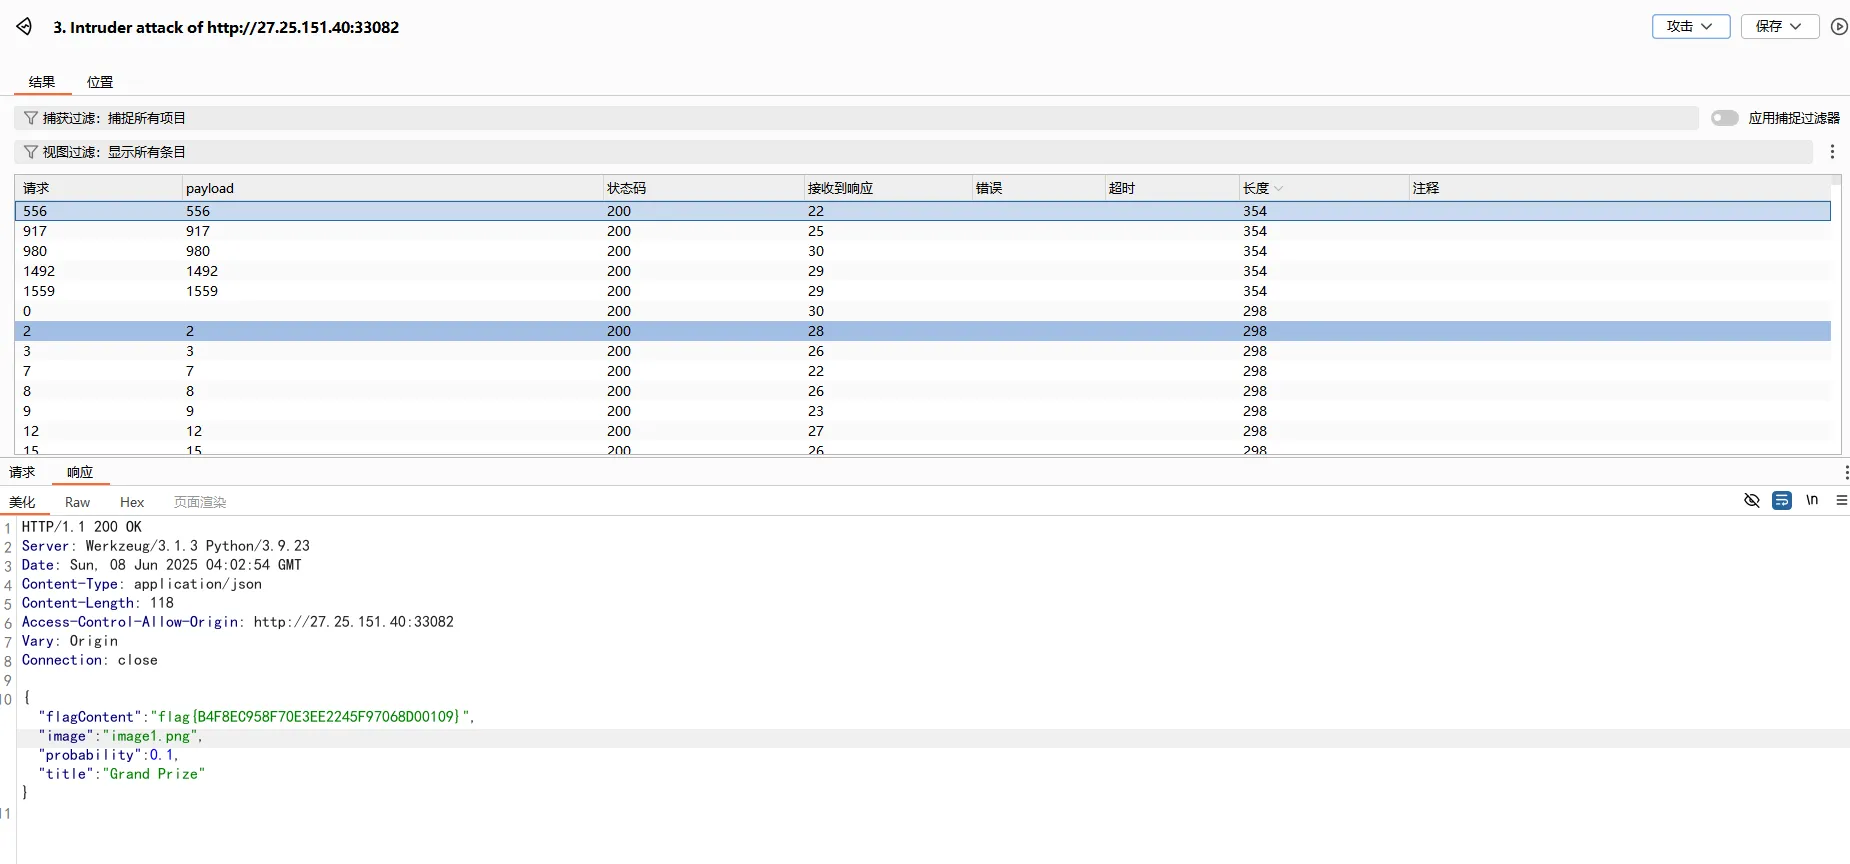 3. Intruder attack of http://27.25.151.40:33082
攻击
保存
结果 位置
捕获过滤：捕捉所有项目
应用捕捉过滤器
视图过滤：显示所有条目
请求 payload 状态码 接收到响应 错误 超时 长度 注释
556 556 200 22 354
917 917 200 25 354
980 980 200 30 354
1492 1492 200 29 354
1559 1559 200 29 354
0 200 30 298
2 2 200 28 298
3 3 200 26 298
7 7 200 22 298
8 8 200 26 298
9 9 200 23 298
12 12 200 27 298
15 15 200 26 298
请求 响应
美化 Raw Hex 页面渲染 \n
1 HTTP/1.1 200 OK
2 Server: Werkzeug/3.1.3 Python/3.9.23
3 Date: Sun, 08 Jun 2025 04:02:54 GMT
4 Content-Type: application/json
5 Content-Length: 118
6 Access-Control-Allow-Origin: http://27.25.151.40:33082
7 Vary: Origin
8 Connection: close
9
10 {
"flagContent":"flag{B4F8EC958F70E3EE2245F97068D00109}",
"image":"image1.png",
"probability":0.1,
"title":"Grand Prize"
}
11